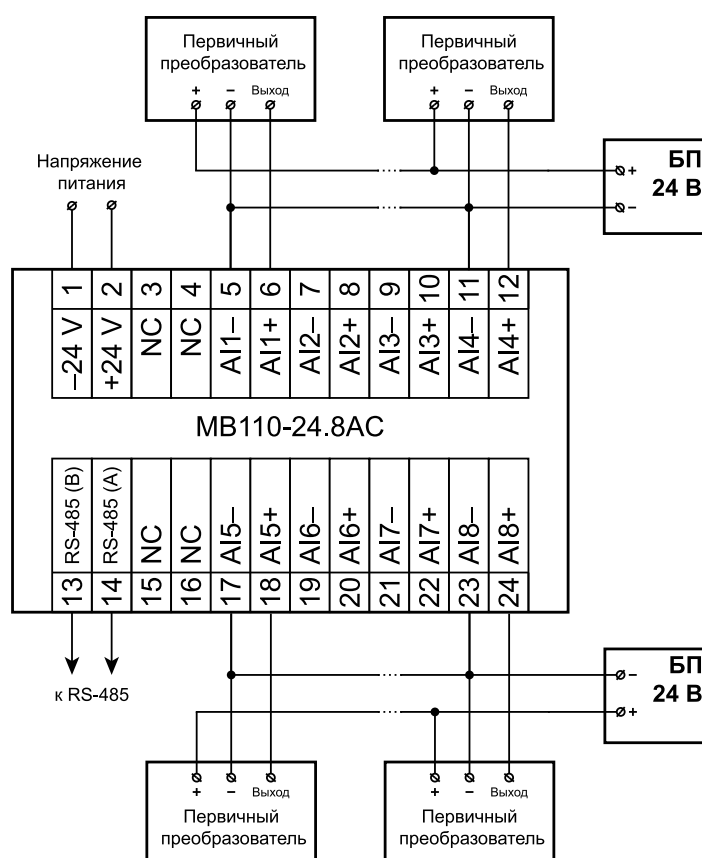 Первичный
преобразователь
+ – Выход
Первичный
преобразователь
+ – Выход
Напряжение
питания
БП
24 В
+
–
1 2 3 4 5 6 7 8 9 10 11 12
–24 V +24 V NC NC AI1– AI1+ AI2– AI2+ AI3– AI3+ AI4– AI4+
МВ110-24.8АС
RS-485 (B) RS-485 (A) NC NC AI5– AI5+ AI6– AI6+ AI7– AI7+ AI8– AI8+
13 14 15 16 17 18 19 20 21 22 23 24
к RS-485
БП
24 В
–
+
+ – Выход
Первичный
преобразователь
+ – Выход
Первичный
преобразователь